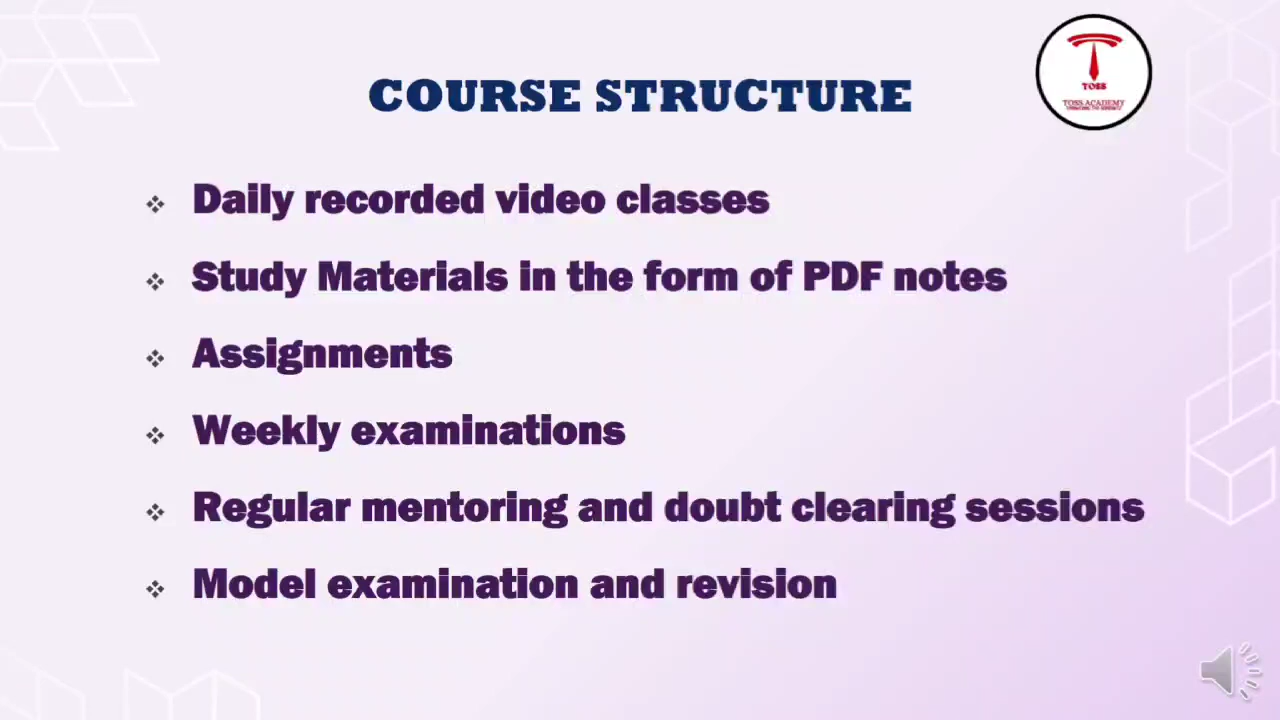 COURSE STRUCTURE
TOSS
TOSS ACADEMY
Daily recorded video classes
Study Materials in the form of PDF notes
Assignments
Weekly examinations
Regular mentoring and doubt clearing sessions
Model examination and revision